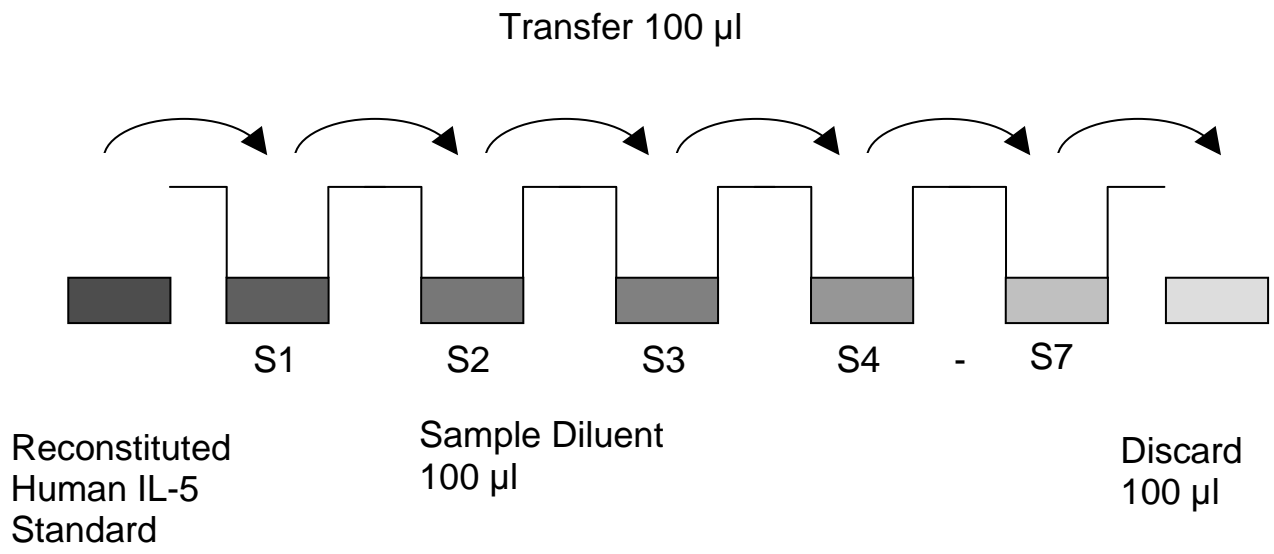 Transfer 100 µl
S1 S2 S3 S4 - S7
Reconstituted
Human IL-5
Standard
Sample Diluent
100 µl
Discard
100 µl